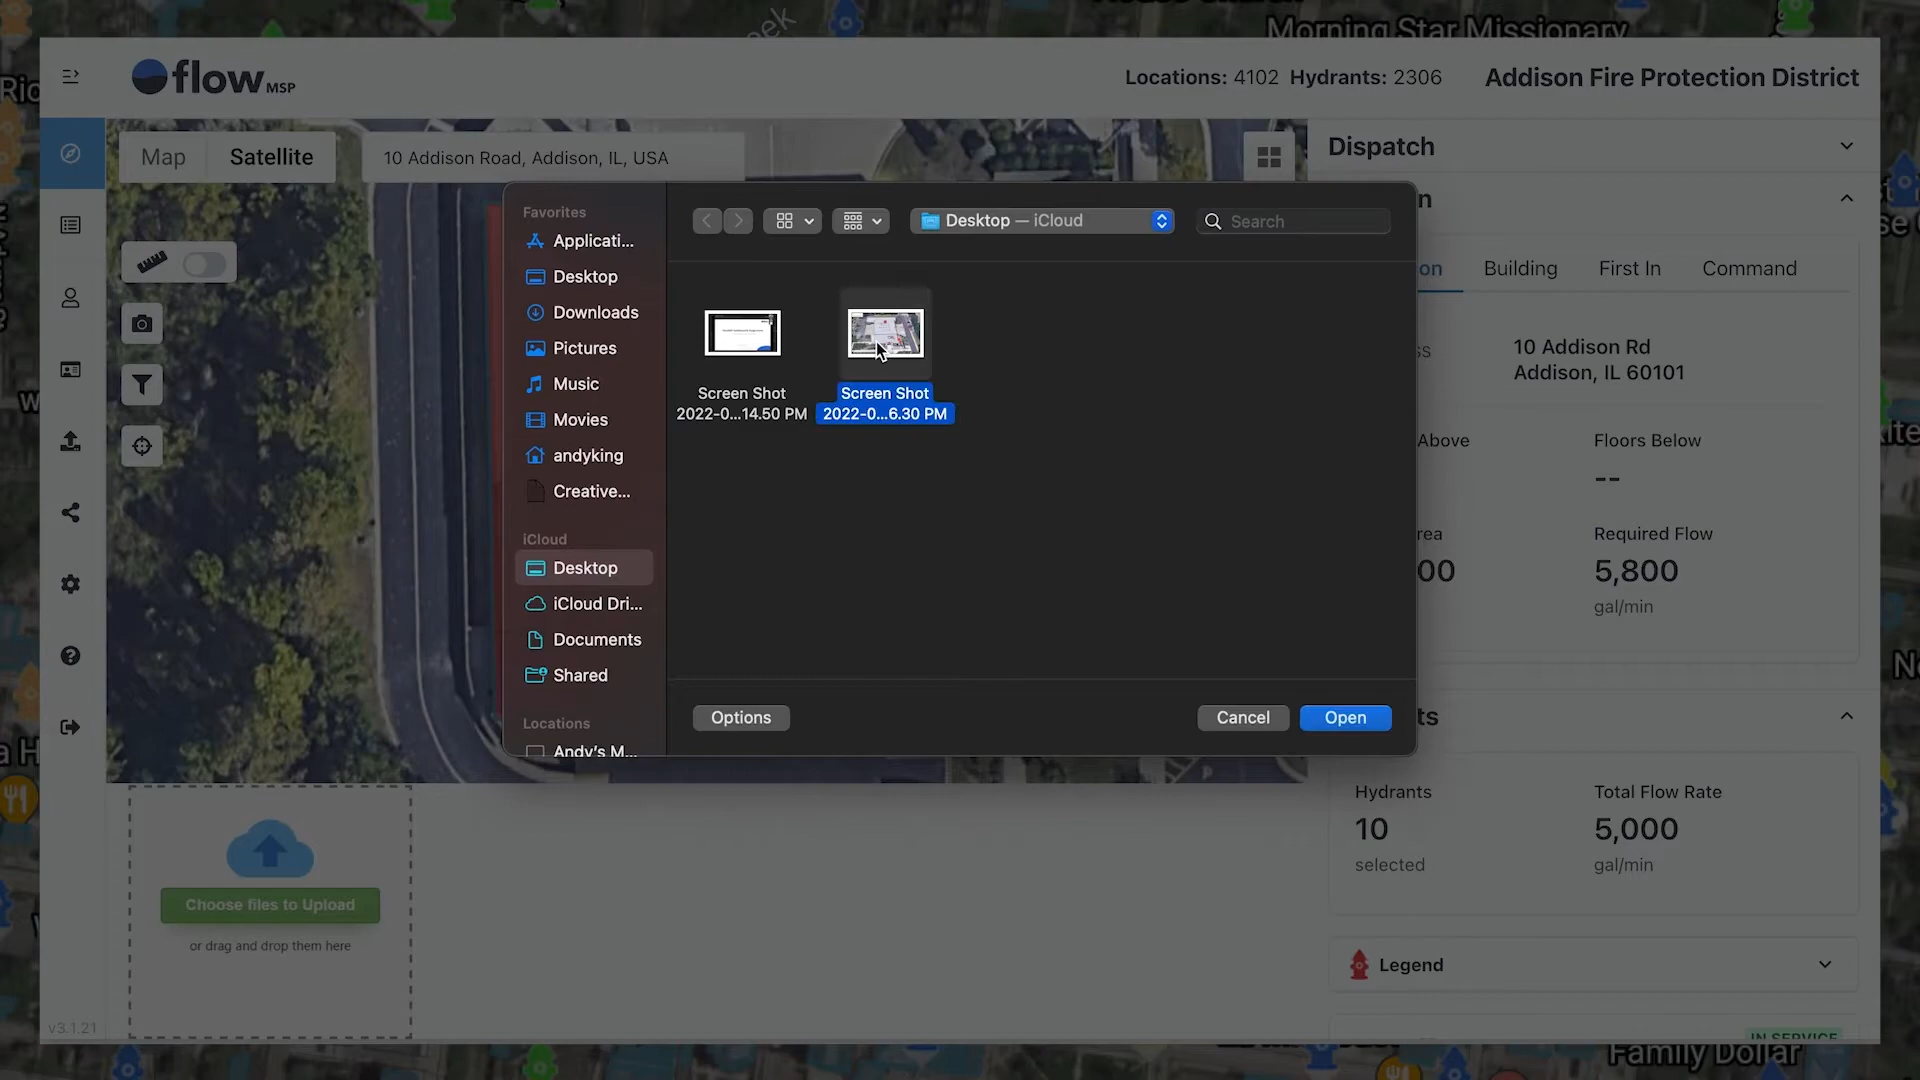 Morning Star Missionary
flow MSP
Locations: 4102 Hydrants: 2306
Addison Fire Protection District
Map
Satellite
10 Addison Road, Addison, IL, USA
Dispatch
Building
First In
Command
10 Addison Rd
Addison, IL 60101
Above
Floors Below
--
Required Flow
5,800
gal/min
Hydrants
10
selected
Total Flow Rate
5,000
gal/min
Legend
IN SERVICE
Favorites
Applicati...
Desktop
Downloads
Pictures
Music
Movies
andyking
Creative...
iCloud
Desktop
iCloud Dri...
Documents
Shared
Locations
Andy's M...
Desktop — iCloud
Search
Screen Shot
2022-0...14.50 PM
Screen Shot
2022-0...6.30 PM
Options
Cancel
Open
Choose files to Upload
or drag and drop them here
v3.1.21
Family Dollar